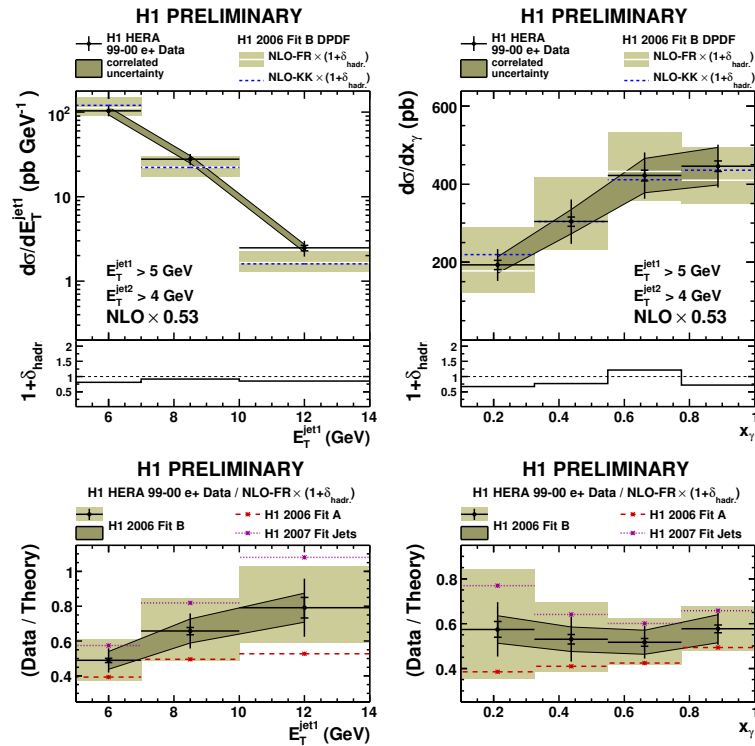 H1 PRELIMINARY
H1 HERA
99-00 e+ Data
correlated
uncertainty
H1 2006 Fit B DPDF
NLO-FR × (1+δhadr.)
NLO-KK × (1+δhadr.)
dσ/dE_T^jet1 (pb GeV⁻¹)
10²
10
1
E_T^jet1 > 5 GeV
E_T^jet2 > 4 GeV
NLO × 0.53
1+δhadr
2
1.5
1
0.5
6 8 10 12 14
E_T^jet1 (GeV)
H1 PRELIMINARY
H1 HERA
99-00 e+ Data
correlated
uncertainty
H1 2006 Fit B DPDF
NLO-FR × (1+δhadr.)
NLO-KK × (1+δhadr.)
dσ/dxγ (pb)
600
400
200
E_T^jet1 > 5 GeV
E_T^jet2 > 4 GeV
NLO × 0.53
1+δhadr
2
1.5
1
0.5
0.2 0.4 0.6 0.8 1
xγ
H1 PRELIMINARY
H1 HERA 99-00 e+ Data / NLO-FR × (1+δhadr.)
H1 2006 Fit B
H1 2006 Fit A
H1 2007 Fit Jets
(Data / Theory)
1
0.8
0.6
0.4
6 8 10 12 14
E_T^jet1 (GeV)
H1 PRELIMINARY
H1 HERA 99-00 e+ Data / NLO-FR × (1+δhadr.)
H1 2006 Fit B
H1 2006 Fit A
H1 2007 Fit Jets
(Data / Theory)
1
0.8
0.6
0.4
0.2 0.4 0.6 0.8 1
xγ